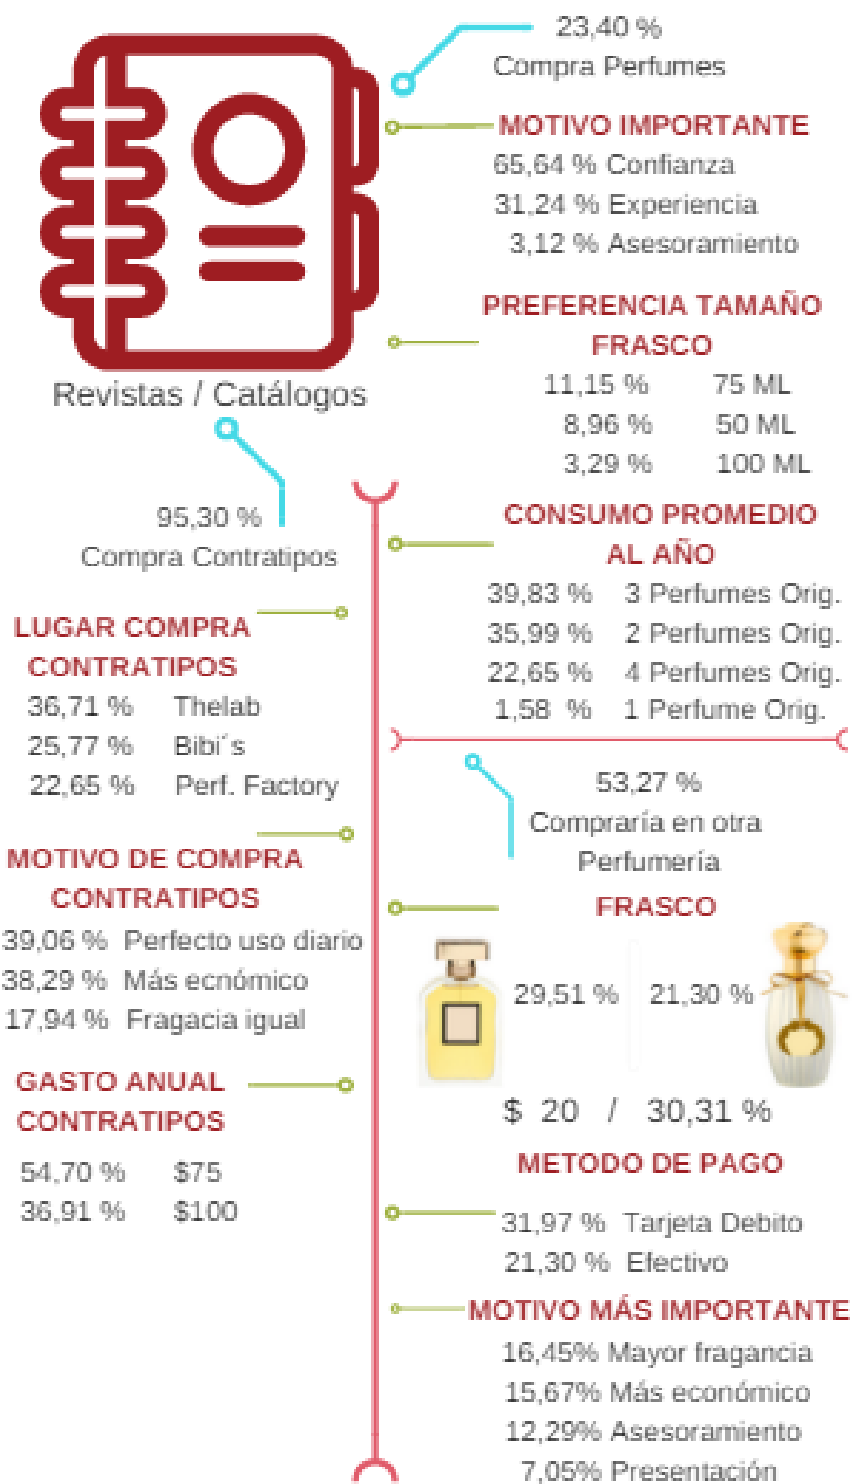 23,40 %
Compra Perfumes
MOTIVO IMPORTANTE
65,64 % Confianza
31,24 % Experiencia
3,12 % Asesoramiento
PREFERENCIA TAMAÑO
FRASCO
11,15 % 75 ML
8,96 % 50 ML
3,29 % 100 ML
CONSUMO PROMEDIO
AL AÑO
39,83 % 3 Perfumes Orig.
35,99 % 2 Perfumes Orig.
22,65 % 4 Perfumes Orig.
1,58 % 1 Perfume Orig.
53,27 %
Compraría en otra
Perfumería
FRASCO
29,51 % 21,30 %
$ 20 / 30,31 %
METODO DE PAGO
31,97 % Tarjeta Debito
21,30 % Efectivo
MOTIVO MÁS IMPORTANTE
16,45% Mayor fragancia
15,67% Más económico
12,29% Asesoramiento
7,05% Presentación
Revistas / Catálogos
95,30 %
Compra Contratipos
LUGAR COMPRA
CONTRATIPOS
36,71 % Thelab
25,77 % Bibi´s
22,65 % Perf. Factory
MOTIVO DE COMPRA
CONTRATIPOS
39,06 % Perfecto uso diario
38,29 % Más ecnómico
17,94 % Fragacia igual
GASTO ANUAL
CONTRATIPOS
54,70 % $75
36,91 % $100